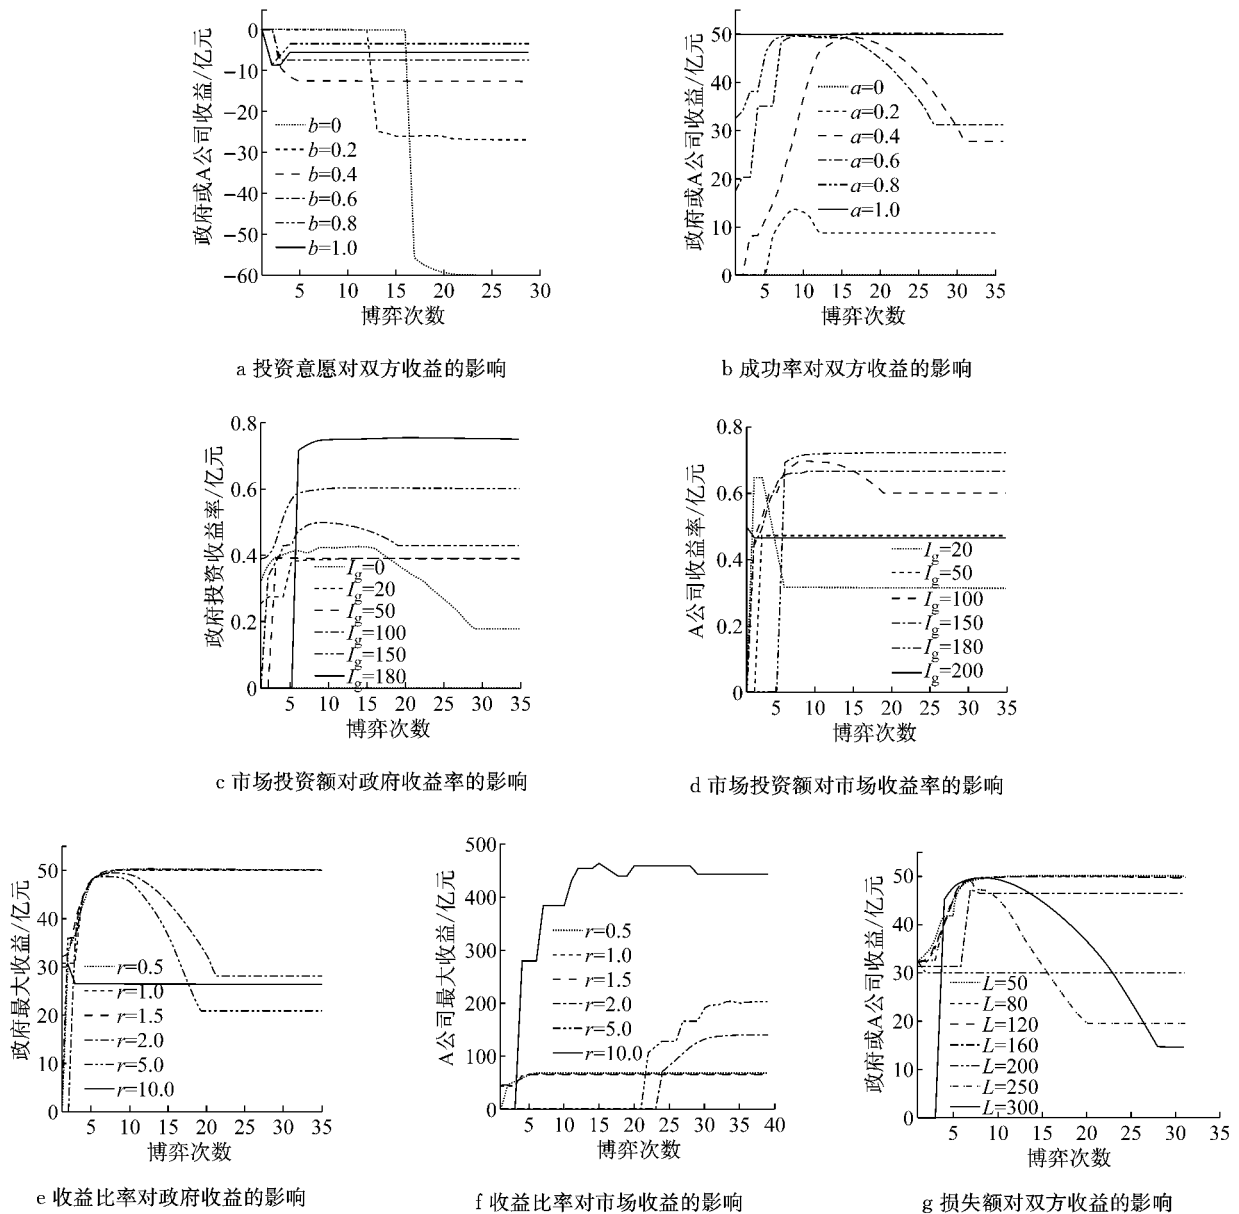 政府或A公司收益/亿元
0
−10
−20
−30
−40
−50
−60
b=0
b=0.2
b=0.4
b=0.6
b=0.8
b=1.0
5 10 15 20 25 30
博弈次数
a 投资意愿对双方收益的影响
政府或A公司收益/亿元
50
40
30
20
10
0
a=0
a=0.2
a=0.4
a=0.6
a=0.8
a=1.0
5 10 15 20 25 30 35
博弈次数
b 成功率对双方收益的影响
政府投资收益率/亿元
0.8
0.6
0.4
0.2
0
Ig=0
Ig=20
Ig=50
Ig=100
Ig=150
Ig=180
5 10 15 20 25 30 35
博弈次数
c 市场投资额对政府收益率的影响
A公司收益率/亿元
0.8
0.6
0.4
0.2
0
Ig=20
Ig=50
Ig=100
Ig=150
Ig=180
Ig=200
5 10 15 20 25 30 35
博弈次数
d 市场投资额对市场收益率的影响
政府最大收益/亿元
50
40
30
20
10
0
r=0.5
r=1.0
r=1.5
r=2.0
r=5.0
r=10.0
5 10 15 20 25 30 35
博弈次数
e 收益比率对政府收益的影响
A公司最大收益/亿元
500
400
300
200
100
0
r=0.5
r=1.0
r=1.5
r=2.0
r=5.0
r=10.0
5 10 15 20 25 30 35 40
博弈次数
f 收益比率对市场收益的影响
政府或A公司收益/亿元
50
40
30
20
10
0
L=50
L=80
L=120
L=160
L=200
L=250
L=300
5 10 15 20 25 30 35
博弈次数
g 损失额对双方收益的影响